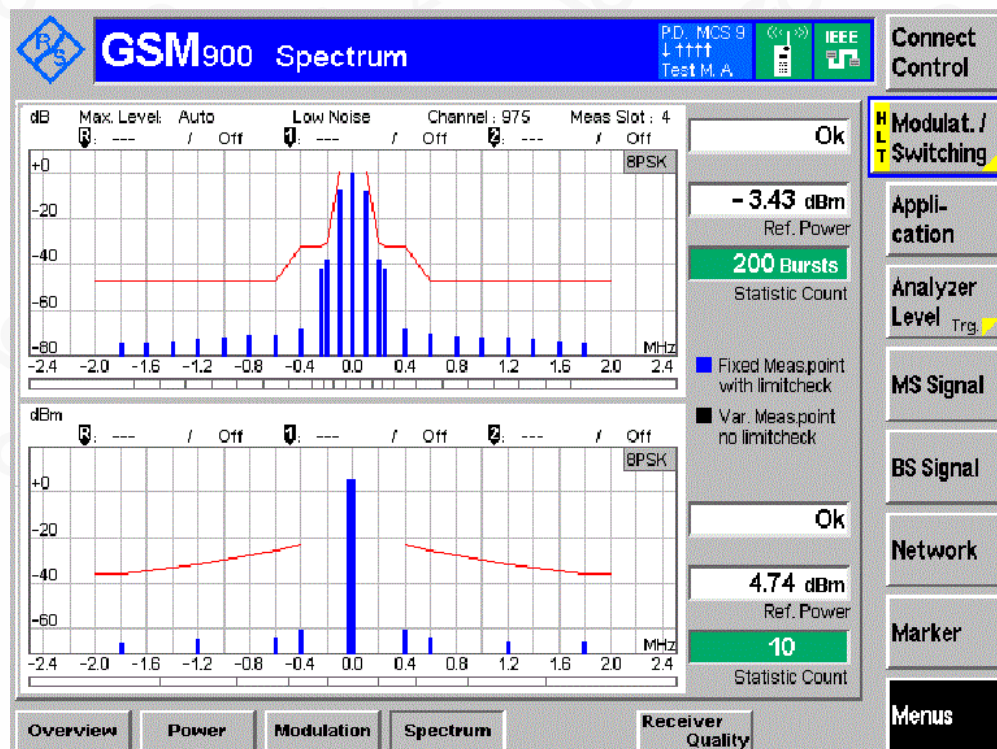 R&S
GSM900 Spectrum
P.D. MCS 9
↓ ↑↑↑↑
Test M. A.
IEEE
Connect
Control
HLT
Modulat. /
Switching
Appli-
cation
Analyzer
Level Trg.
MS Signal
BS Signal
Network
Marker
Menus
dB Max. Level: Auto Low Noise Channel : 975 Meas Slot : 4
R: --- / Off 1: --- / Off 2: --- / Off
8PSK
+0
-20
-40
-60
-80
MHz
-2.4 -2.0 -1.6 -1.2 -0.8 -0.4 0.0 0.4 0.8 1.2 1.6 2.0 2.4
Ok
- 3.43 dBm
Ref. Power
200 Bursts
Statistic Count
Fixed Meas.point
with limitcheck
Var. Meas.point
no limitcheck
dBm
R: --- / Off 1: --- / Off 2: --- / Off
8PSK
+0
-20
-40
-60
MHz
-2.4 -2.0 -1.6 -1.2 -0.8 -0.4 0.0 0.4 0.8 1.2 1.6 2.0 2.4
Ok
4.74 dBm
Ref. Power
10
Statistic Count
Overview Power Modulation Spectrum Receiver
Quality